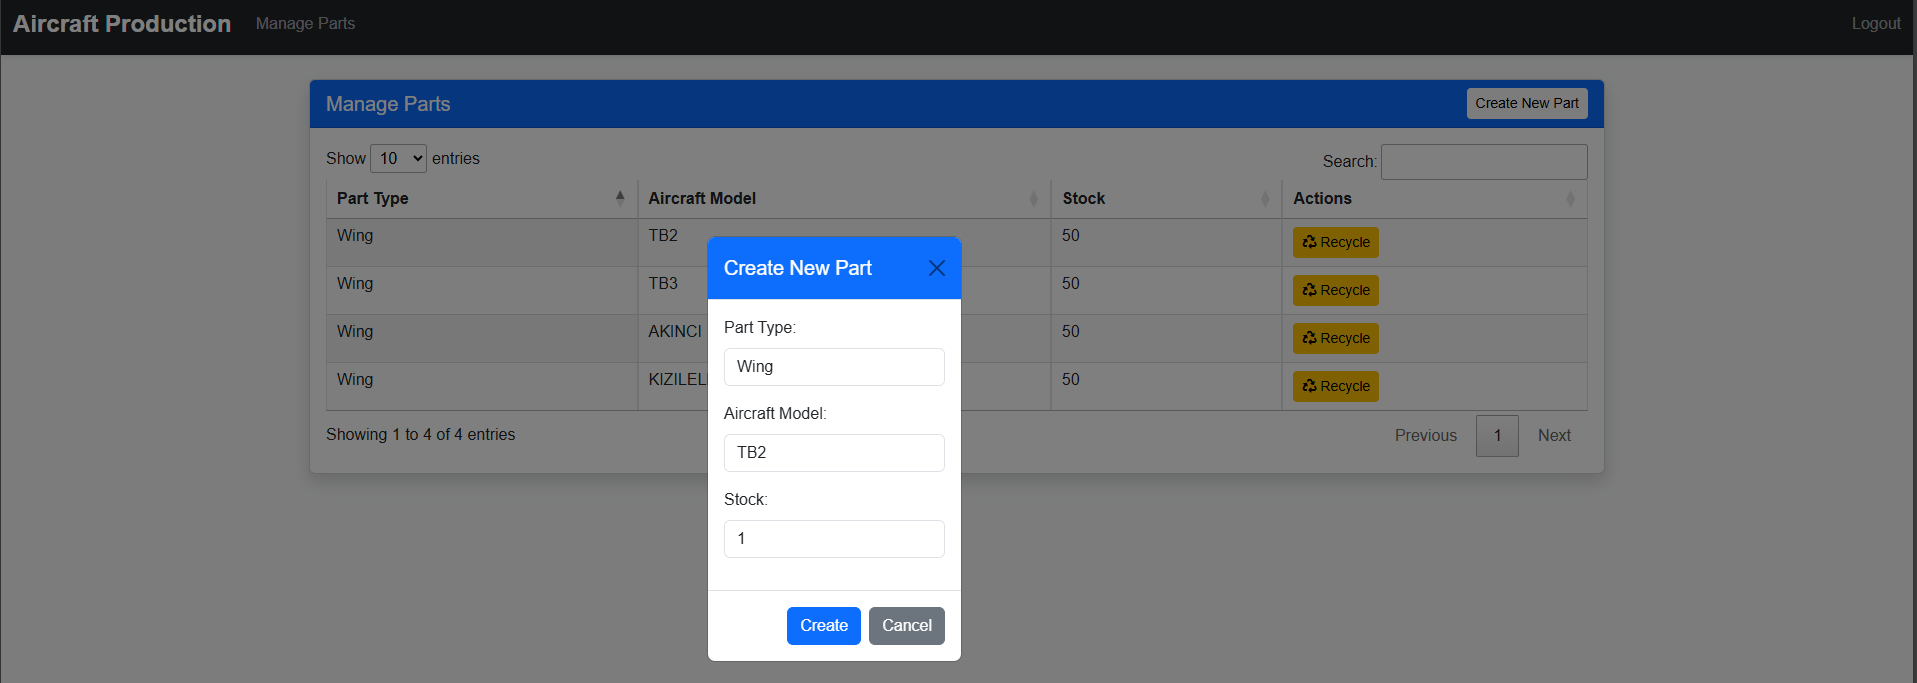 Aircraft Production Manage Parts Logout
Manage Parts Create New Part
Show 10 entries Search:
Part Type Aircraft Model Stock Actions
Wing TB2 50 Recycle
Wing TB3 50 Recycle
Wing AKINCI 50 Recycle
Wing KIZILEL 50 Recycle
Showing 1 to 4 of 4 entries Previous 1 Next
Create New Part
Part Type:
Wing
Aircraft Model:
TB2
Stock:
1
Create Cancel